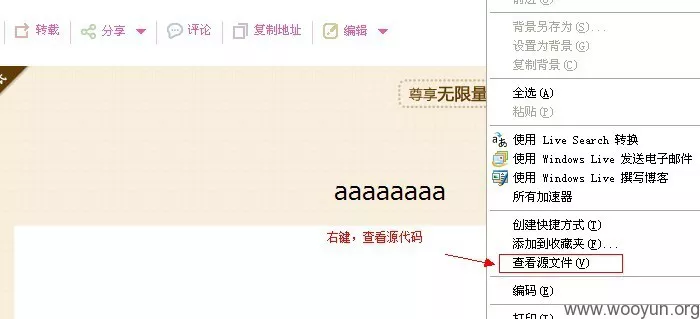 转载 分享 评论 复制地址 编辑
尊享无限量
aaaaaaaa
右键，查看源代码
背景另存为(S)...
设置为背景(G)
复制背景(C)
全选(A)
粘贴(P)
使用 Live Search 转换
使用 Windows Live 发送电子邮件
使用 Windows Live 撰写博客
所有加速器
创建快捷方式(T)
添加到收藏夹(F)...
查看源文件(V)
编码(E)
www.wooyun.org